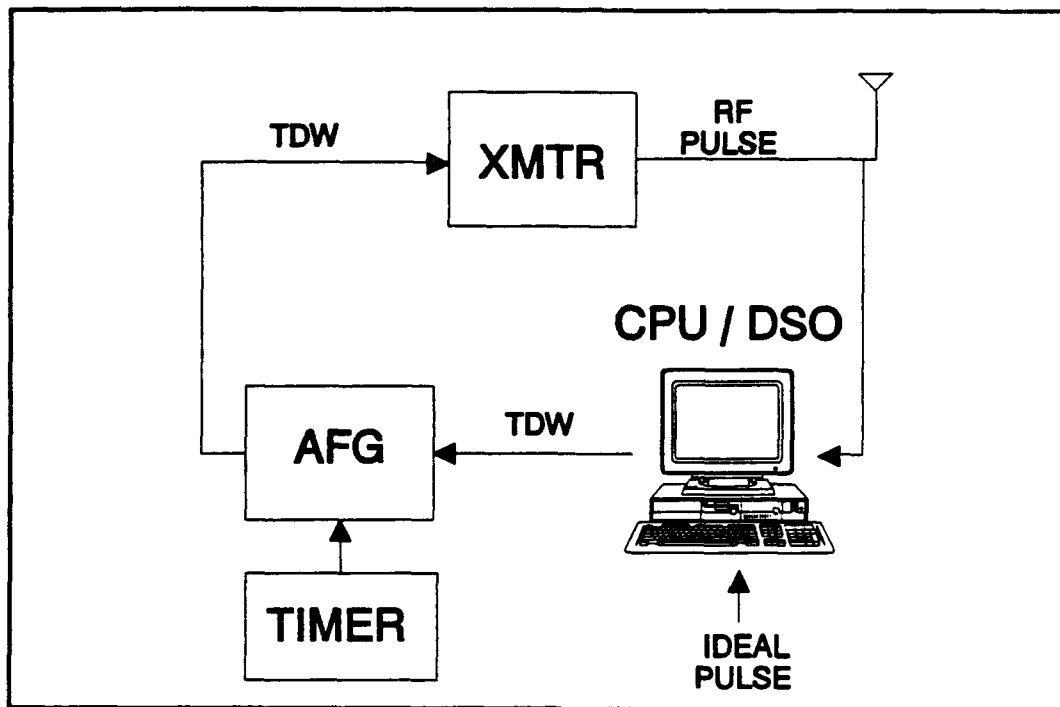 TDW
XMTR
RF
PULSE
CPU / DSO
AFG
TDW
TIMER
IDEAL
PULSE